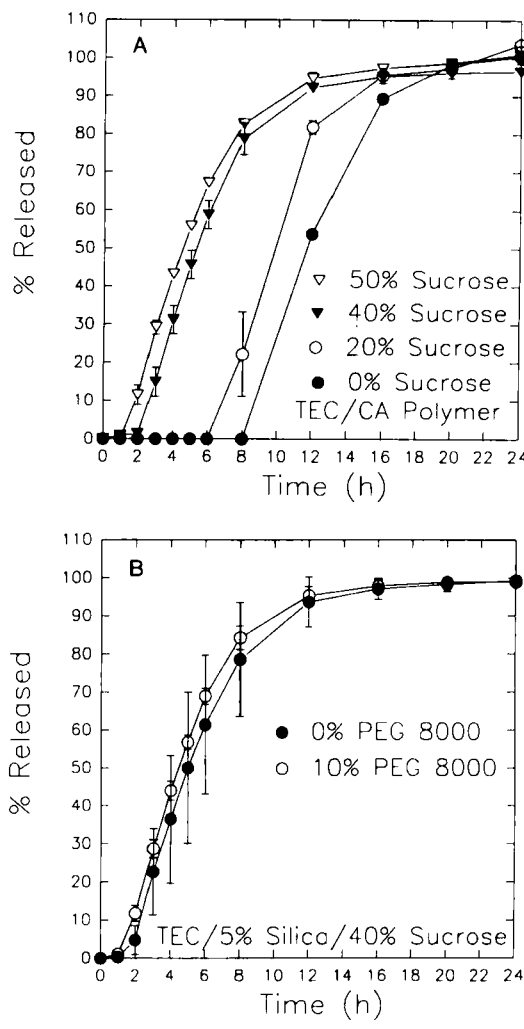 A
110
100
90
80
70
60
50
40
30
20
10
0
% Released
50% Sucrose
40% Sucrose
20% Sucrose
0% Sucrose
TEC/CA Polymer
0 2 4 6 8 10 12 14 16 18 20 22 24
Time (h)
B
110
100
90
80
70
60
50
40
30
20
10
0
% Released
0% PEG 8000
10% PEG 8000
TEC/5% Silica/40% Sucrose
0 2 4 6 8 10 12 14 16 18 20 22 24
Time (h)